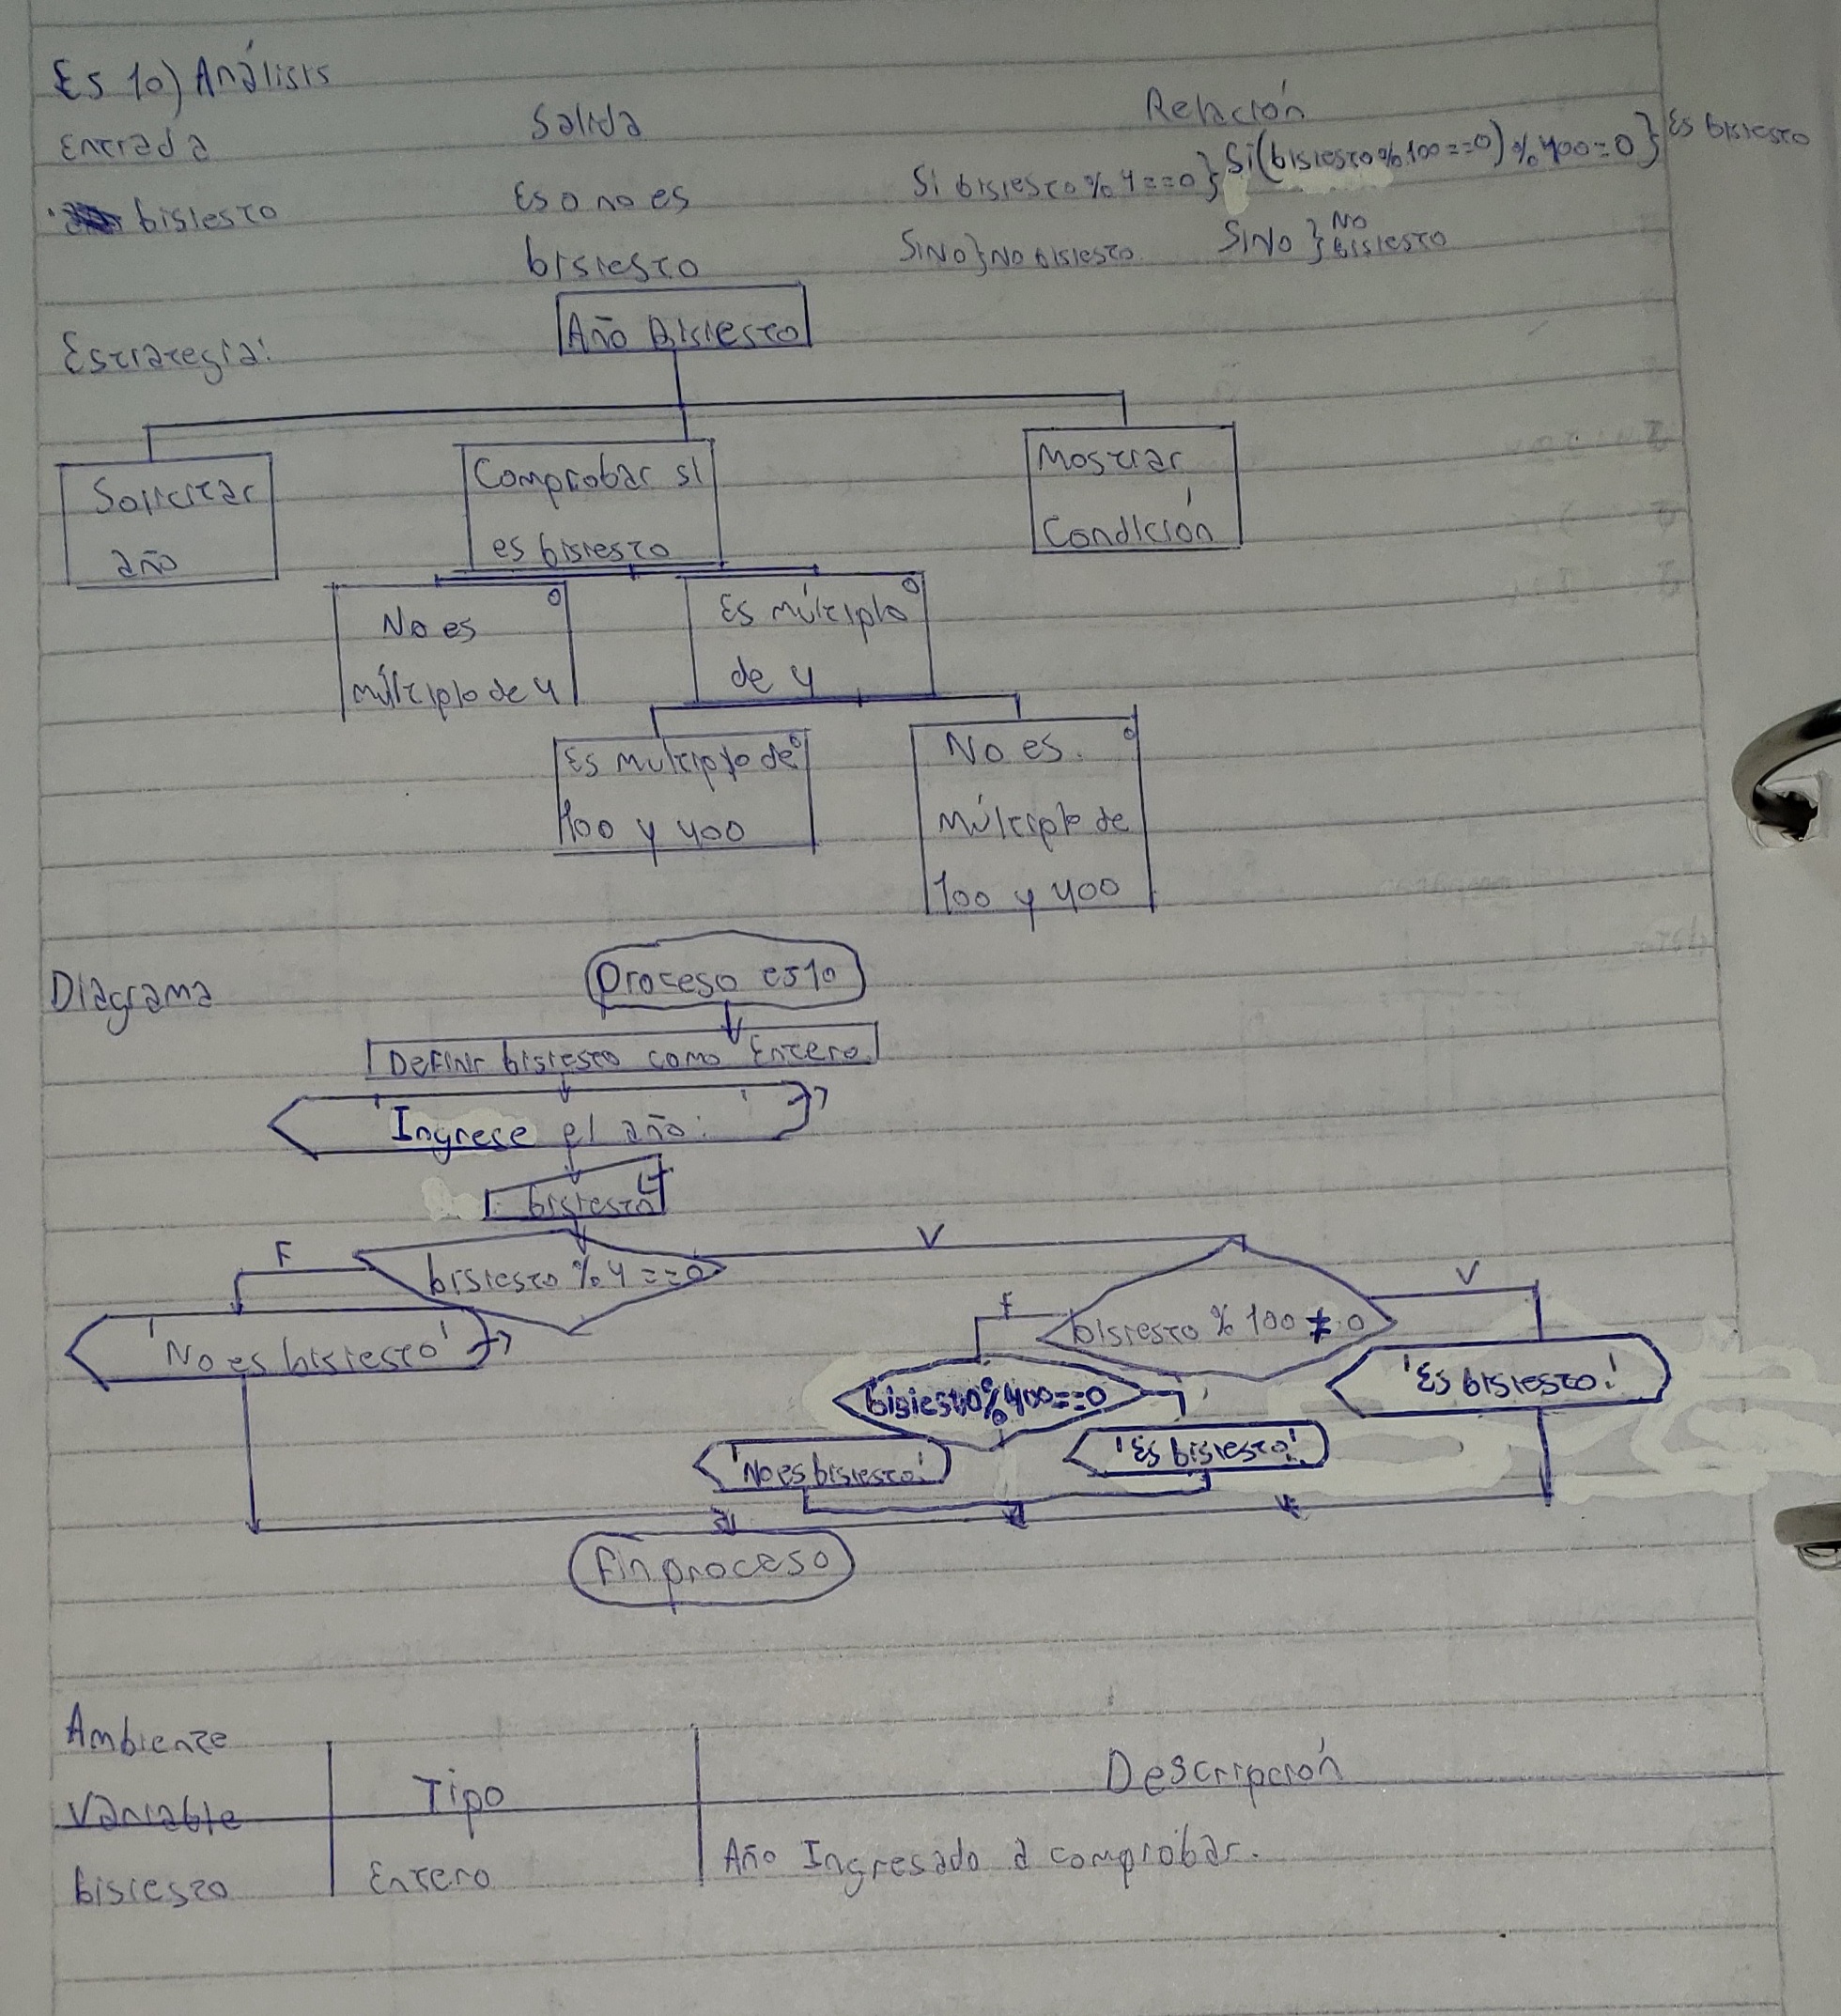 Es 10) Análisis
Entrada
Salida
Relación
bisiesto
Es o no es
bisiesto
Si bisiesto % 4 == 0 } Si (bisiesto % 100 == 0) % 400 = 0 } Es bisiesto
SINO } No bisiesto
SINO } No bisiesto
Estrategia:
Año Bisiesto
Solicitar
año
Comprobar si
es bisiesto
Mostrar
Condición
No es
múltiplo de 4
Es múltiplo
de 4
Es multiplo de
100 y 400
No es.
Múltiplo de
100 y 400
Diagrama
Proceso es10
Definir bisiesto como Entero
'Ingrese el año: '
bisiesto
F
bisiesto % 4 == 0
V
'No es bisiesto'
f
bisiesto % 100 ≠ 0
V
bisiesto % 400 == 0
'Es bisiesto'
'No es bisiesto'
'Es bisiesto'
Fin proceso
Ambiente
Variable
Tipo
Descripción
bisiesto
Entero
Año Ingresado a comprobar.